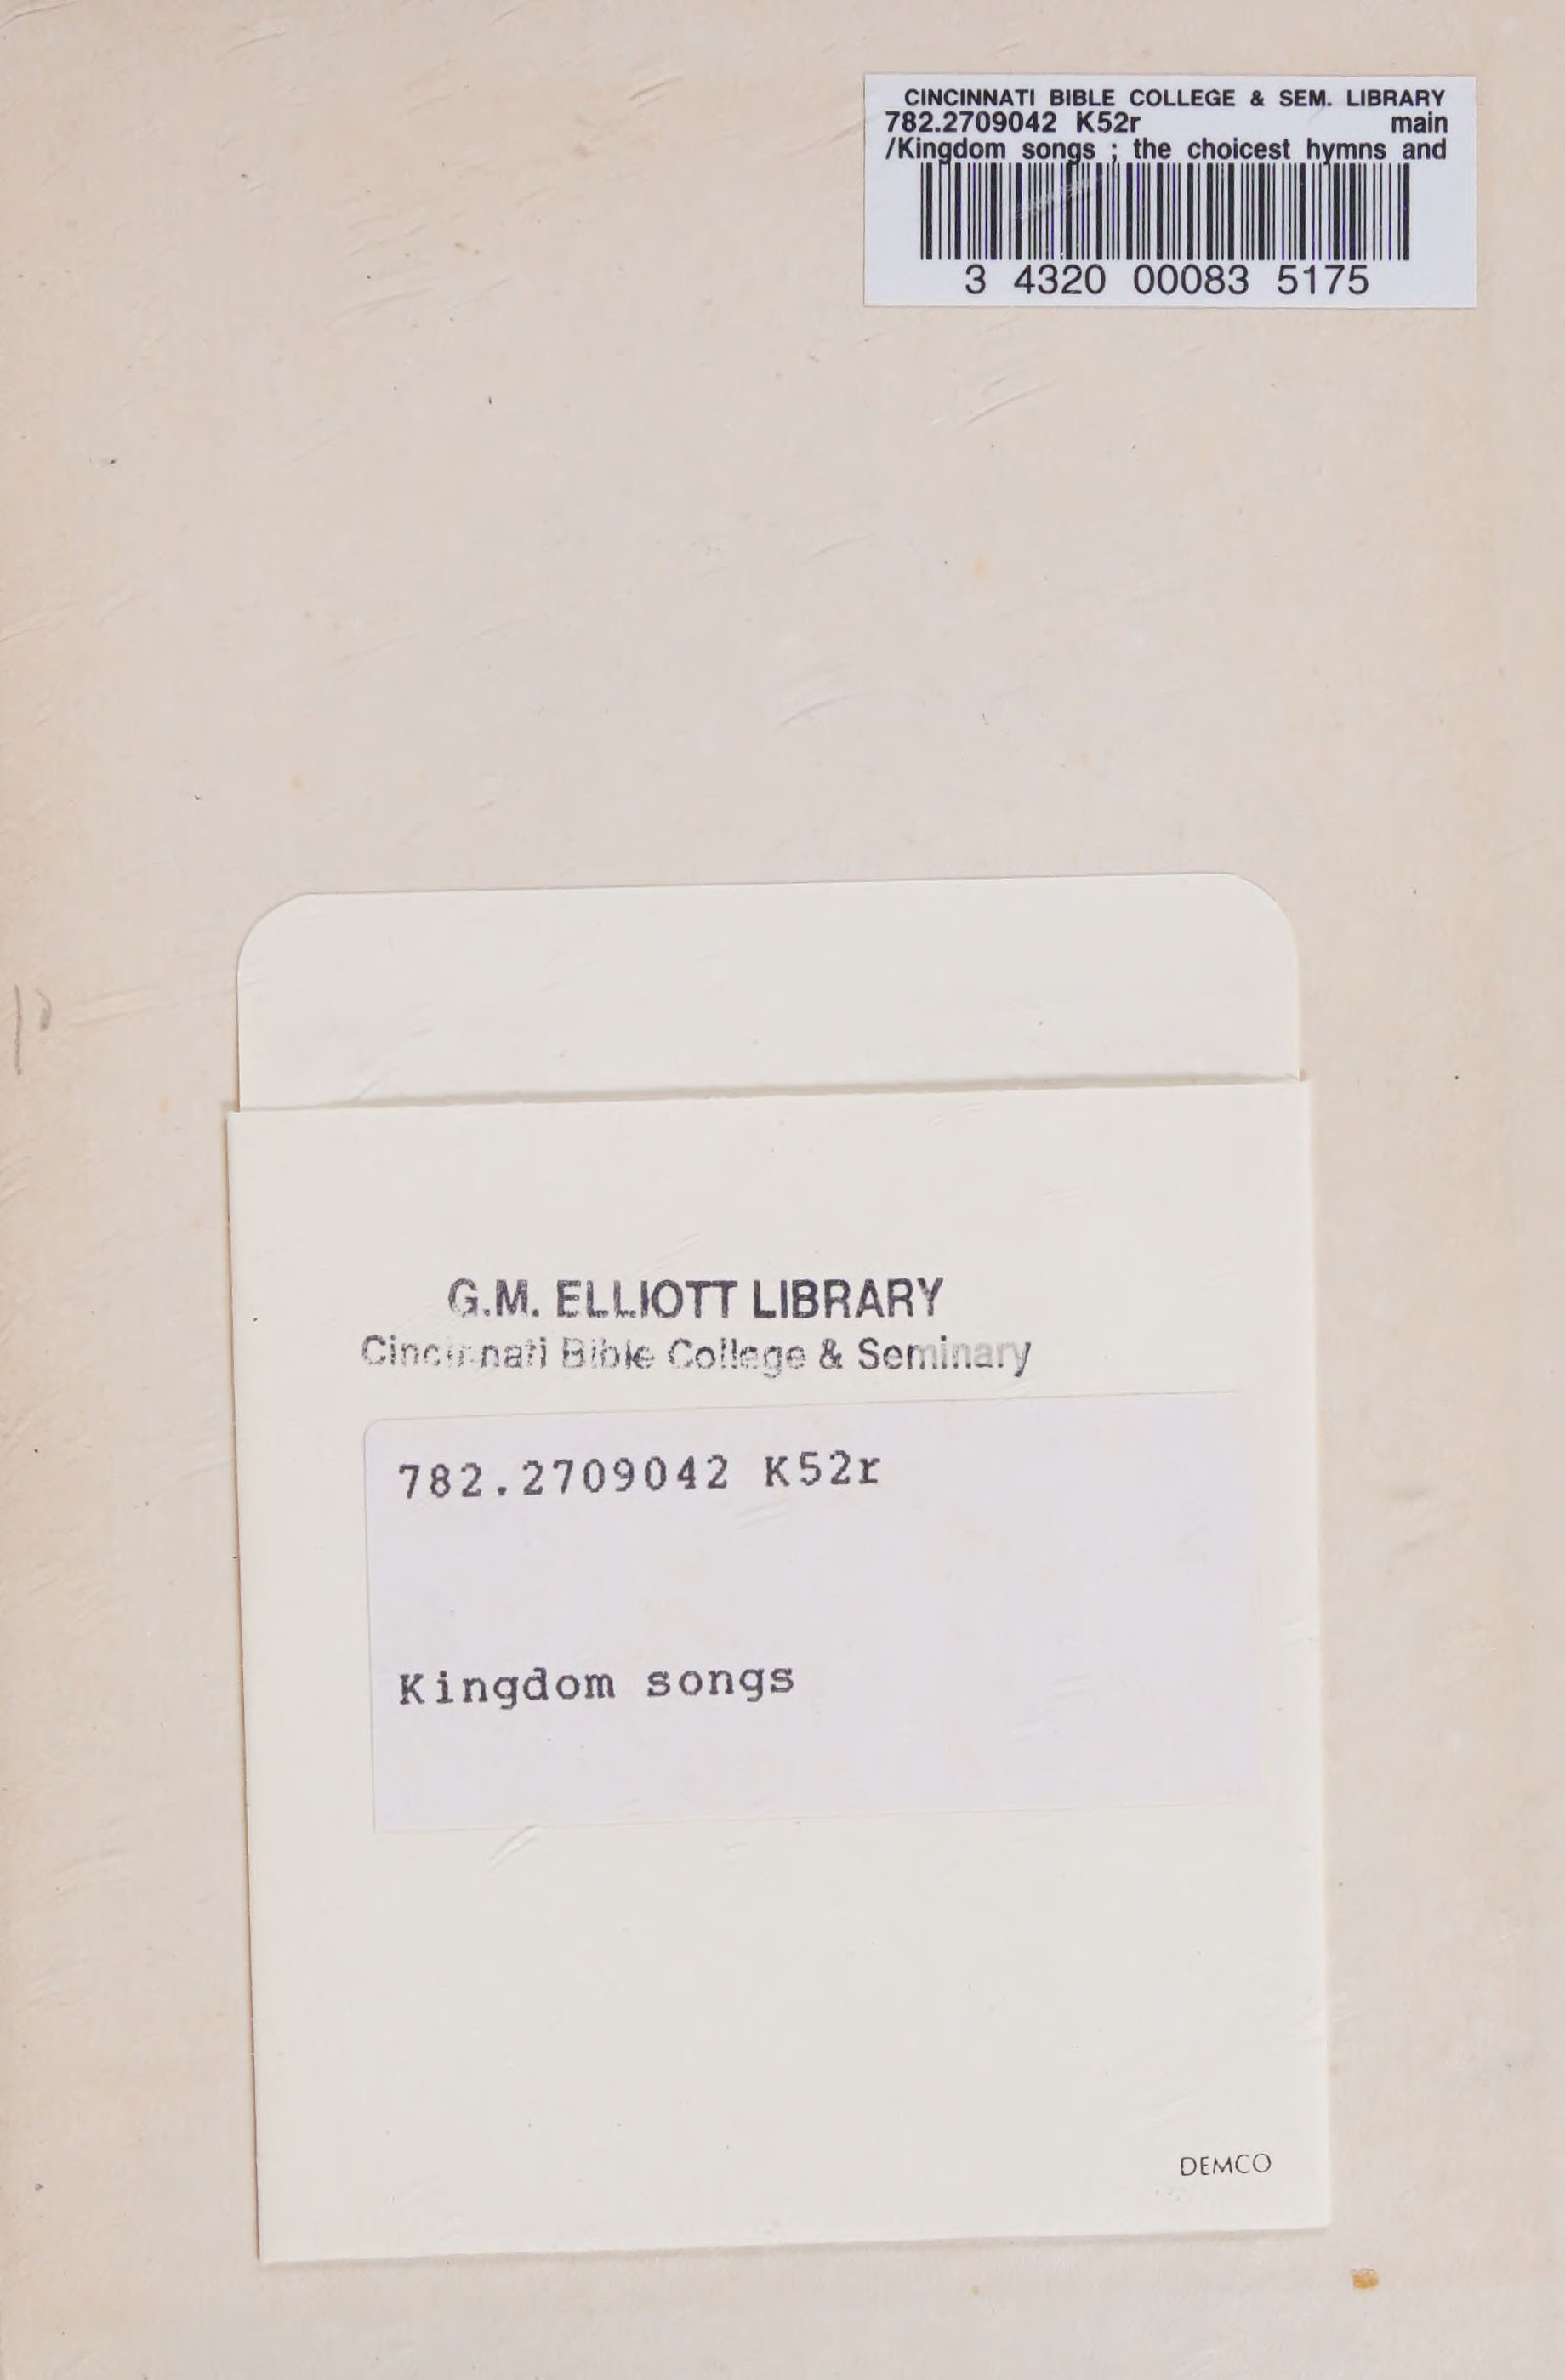 CINCINNATI BIBLE COLLEGE & SEM. LIBRARY
782.2709042 K52r main
/Kingdom songs ; the choicest hymns and
3 4320 00083 5175
G.M. ELLIOTT LIBRARY
Cincinnati Bible College & Seminary
782.2709042 K52r
Kingdom songs
DEMCO